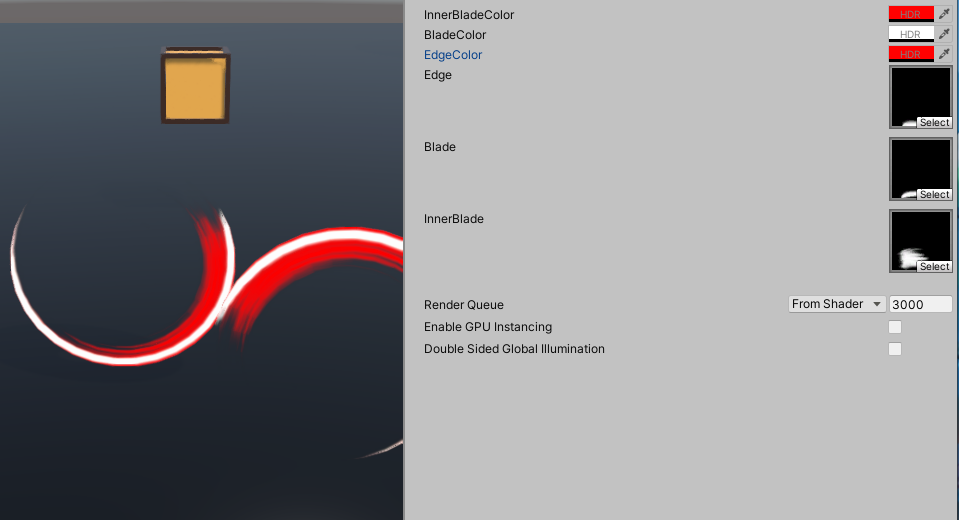 InnerBladeColor HDR
BladeColor HDR
EdgeColor HDR
Edge
Select
Blade
Select
InnerBlade
Select
Render Queue From Shader 3000
Enable GPU Instancing
Double Sided Global Illumination